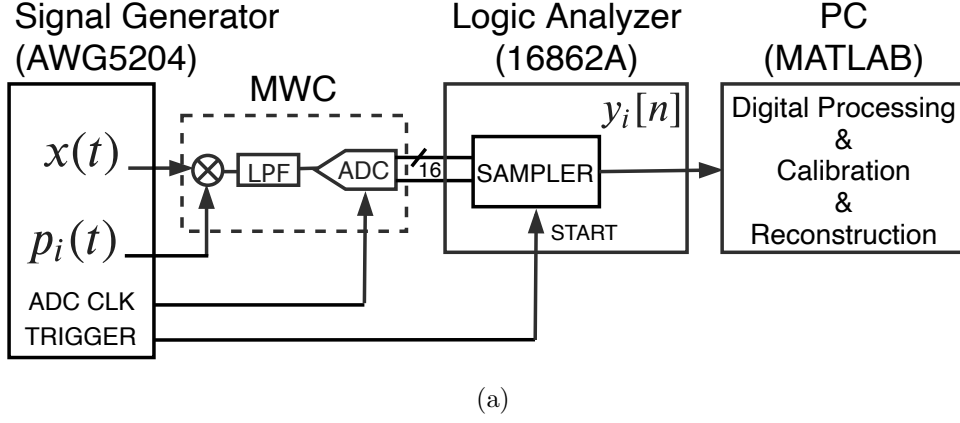 Signal Generator
(AWG5204)
Logic Analyzer
(16862A)
PC
(MATLAB)
MWC
x(t)
p_i(t)
ADC CLK
TRIGGER
LPF
ADC
16
y_i[n]
SAMPLER
START
Digital Processing
&
Calibration
&
Reconstruction
(a)